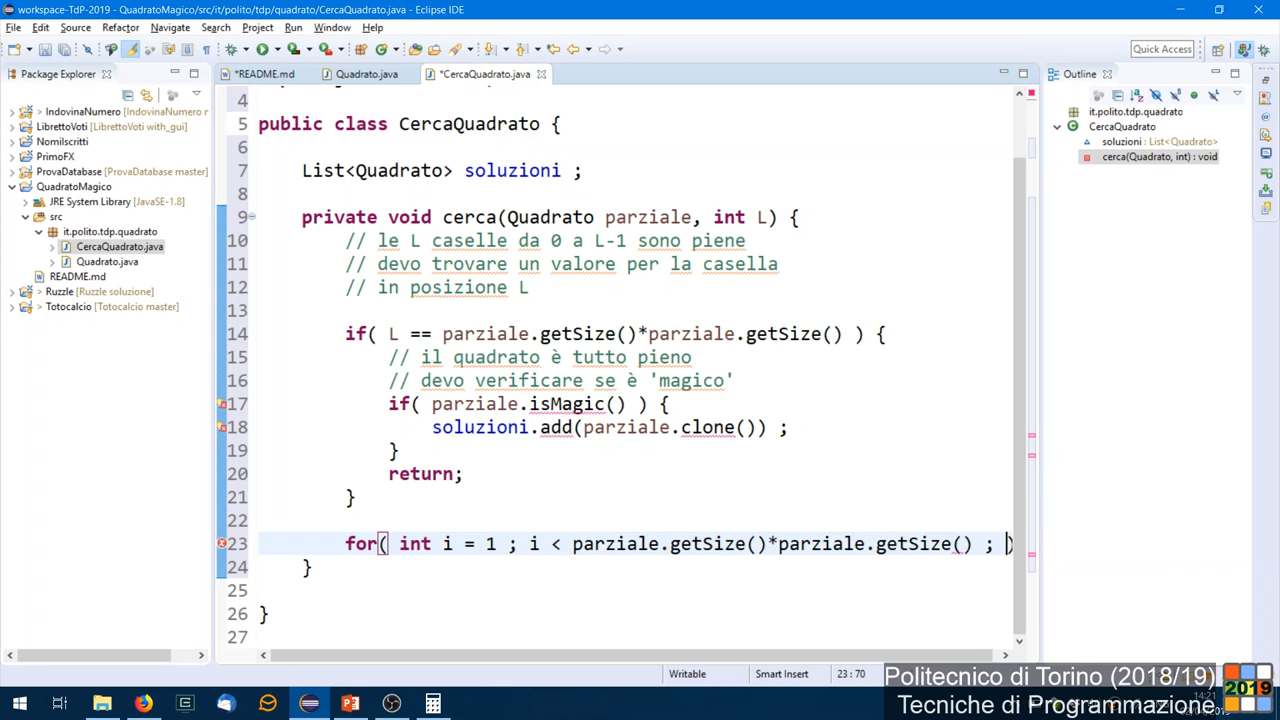 workspace-TdP-2019 - QuadratoMagico/src/it/polito/tdp/quadrato/CercaQuadrato.java - Eclipse IDE
File Edit Source Refactor Navigate Search Project Run Window Help
Quick Access
Package Explorer
*README.md
Quadrato.java
*CercaQuadrato.java
Outline
> IndovinaNumero [IndovinaNumero r
> LibrettoVoti [LibrettoVoti with_gui]
NomiIscritti
PrimoFX
> ProvaDatabase [ProvaDatabase master]
QuadratoMagico
JRE System Library [JavaSE-1.8]
src
it.polito.tdp.quadrato
CercaQuadrato.java
Quadrato.java
README.md
> Ruzzle [Ruzzle soluzione]
> Totocalcio [Totocalcio master]
4
5 public class CercaQuadrato {
6
7 List<Quadrato> soluzioni ;
8
9 private void cerca(Quadrato parziale, int L) {
10 // le L caselle da 0 a L-1 sono piene
11 // devo trovare un valore per la casella
12 // in posizione L
13
14 if( L == parziale.getSize()*parziale.getSize() ) {
15 // il quadrato è tutto pieno
16 // devo verificare se è 'magico'
17 if( parziale.isMagic() ) {
18 soluzioni.add(parziale.clone()) ;
19 }
20 return;
21 }
22
23 for( int i = 1 ; i < parziale.getSize()*parziale.getSize() ; )
24 }
25
26 }
27
it.polito.tdp.quadrato
CercaQuadrato
soluzioni : List<Quadrato>
cerca(Quadrato, int) : void
Writable
Smart Insert
23 : 70
Politecnico di Torino (2018/19)
Tecniche di Programmazione
2019
14:21